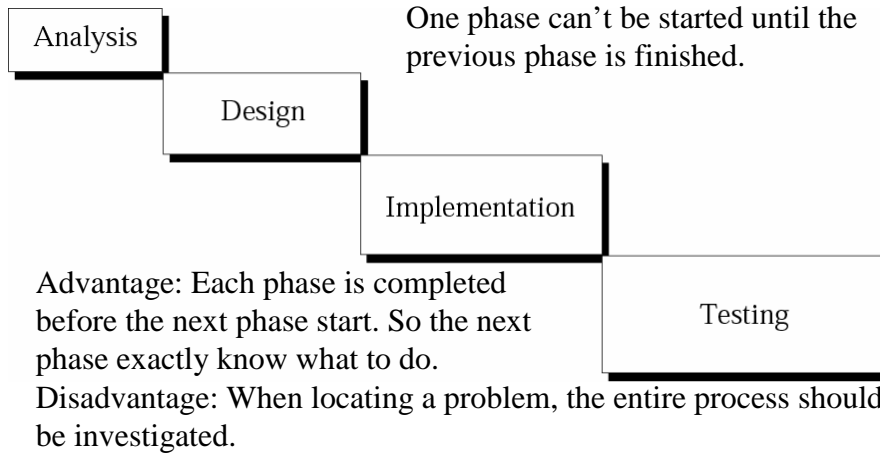 One phase can’t be started until the
previous phase is finished.
Analysis
Design
Implementation
Testing
Advantage: Each phase is completed
before the next phase start. So the next
phase exactly know what to do.
Disadvantage: When locating a problem, the entire process should
be investigated.